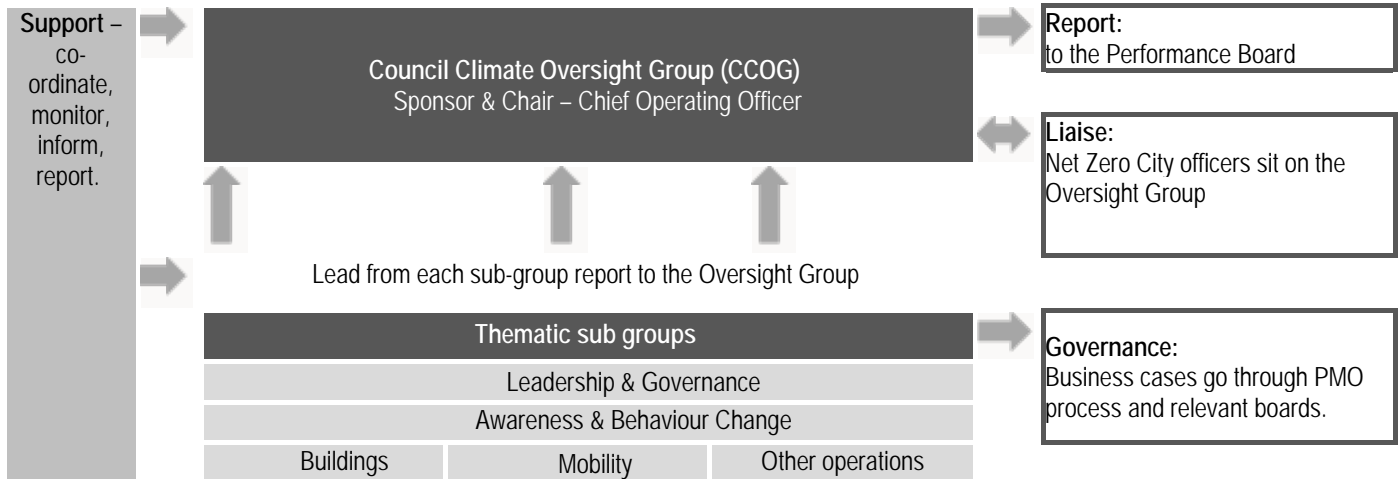 Support –
co-
ordinate,
monitor,
inform,
report.
Council Climate Oversight Group (CCOG)
Sponsor & Chair – Chief Operating Officer
Report:
to the Performance Board
Liaise:
Net Zero City officers sit on the
Oversight Group
Lead from each sub-group report to the Oversight Group
Thematic sub groups
Leadership & Governance
Awareness & Behaviour Change
Buildings
Mobility
Other operations
Governance:
Business cases go through PMO
process and relevant boards.